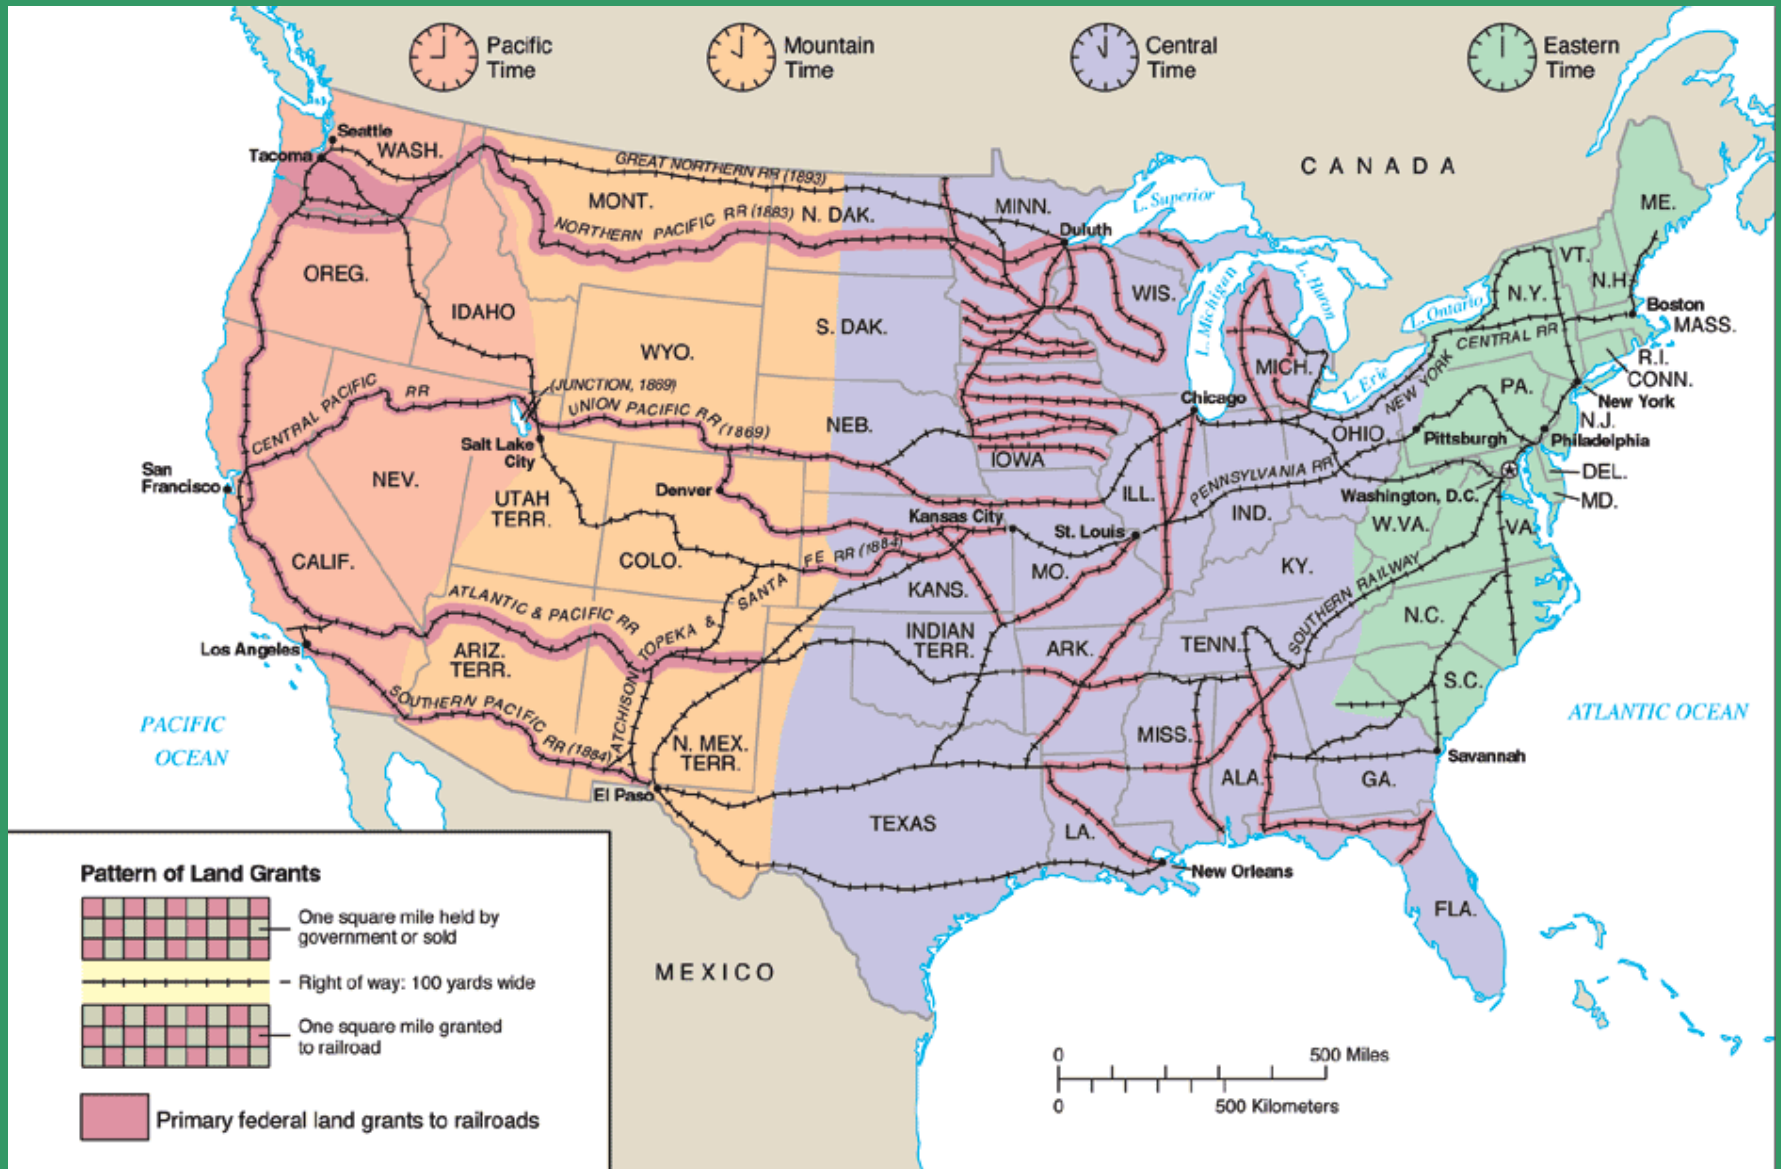 Pacific
Time
Mountain
Time
Central
Time
Eastern
Time
CANADA
Seattle
Tacoma
WASH.
GREAT NORTHERN RR (1893)
MONT.
NORTHERN PACIFIC RR (1883)
N. DAK.
MINN.
L. Superior
Duluth
ME.
VT.
N.H.
OREG.
IDAHO
WYO.
S. DAK.
WIS.
L. Michigan
L. Huron
L. Ontario
N.Y.
Boston
MASS.
NEW YORK CENTRAL RR
R.I.
CONN.
MICH.
L. Erie
PA.
New York
N.J.
(JUNCTION, 1869)
CENTRAL PACIFIC RR
UNION PACIFIC RR (1869)
Chicago
NEB.
OHIO
Pittsburgh
Philadelphia
Salt Lake
City
IOWA
San
Francisco
NEV.
UTAH
TERR.
Denver
ILL.
PENNSYLVANIA RR
DEL.
Washington, D.C.
MD.
Kansas City
St. Louis
IND.
W.VA.
VA.
CALIF.
COLO.
ATCHISON TOPEKA & SANTA FE RR (1884)
KANS.
MO.
KY.
SOUTHERN RAILWAY
ATLANTIC & PACIFIC RR
N.C.
Los Angeles
ARIZ.
TERR.
INDIAN
TERR.
ARK.
TENN.
S.C.
SOUTHERN PACIFIC RR (1884)
PACIFIC
OCEAN
ATLANTIC OCEAN
N. MEX.
TERR.
MISS.
ALA.
GA.
Savannah
El Paso
TEXAS
LA.
New Orleans
FLA.
MEXICO
Pattern of Land Grants
One square mile held by
government or sold
Right of way: 100 yards wide
One square mile granted
to railroad
Primary federal land grants to railroads
0 500 Miles
0 500 Kilometers